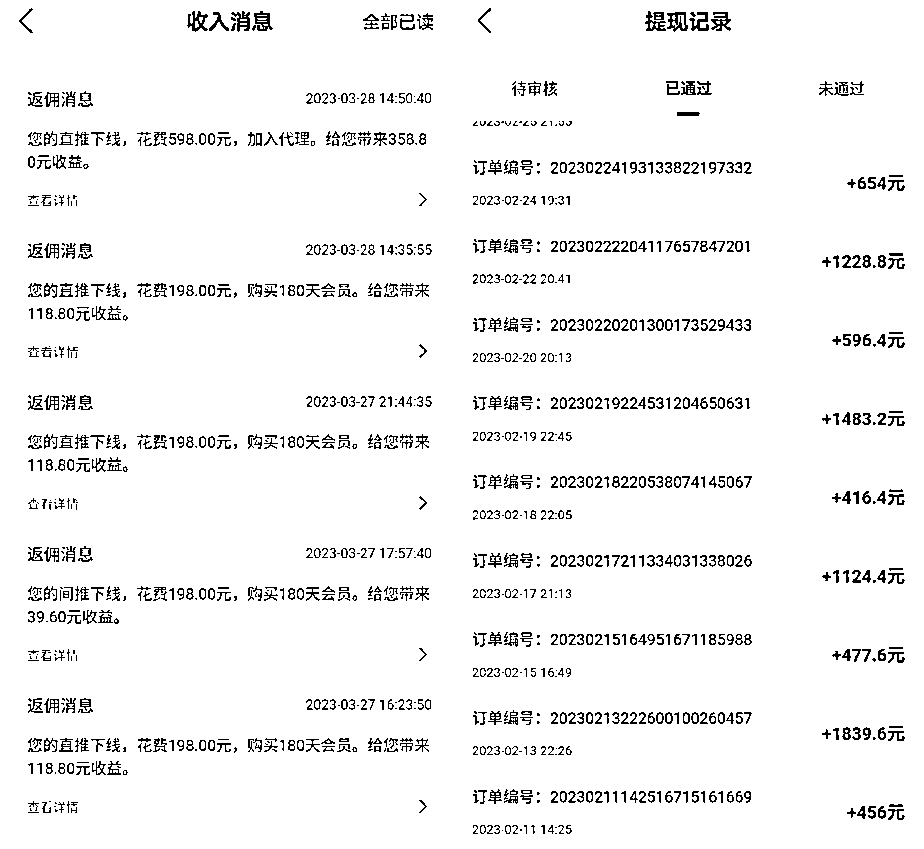 收入消息
全部已读
返佣消息
2023-03-28 14:50:40
您的直推下线，花费598.00元，加入代理。给您带来358.8
0元收益。
查看详情
返佣消息
2023-03-28 14:35:55
您的直推下线，花费198.00元，购买180天会员。给您带来
118.80元收益。
查看详情
返佣消息
2023-03-27 21:44:35
您的直推下线，花费198.00元，购买180天会员。给您带来
118.80元收益。
查看详情
返佣消息
2023-03-27 17:57:40
您的间推下线，花费198.00元，购买180天会员。给您带来
39.60元收益。
查看详情
返佣消息
2023-03-27 16:23:50
您的直推下线，花费198.00元，购买180天会员。给您带来
118.80元收益。
查看详情
提现记录
待审核
已通过
未通过
订单编号：20230224193133822197332
+654元
2023-02-24 19:31
订单编号：20230222204117657847201
+1228.8元
2023-02-22 20:41
订单编号：20230220201300173529433
+596.4元
2023-02-20 20:13
订单编号：20230219224531204650631
+1483.2元
2023-02-19 22:45
订单编号：20230218220538074145067
+416.4元
2023-02-18 22:05
订单编号：20230217211334031338026
+1124.4元
2023-02-17 21:13
订单编号：20230215164951671185988
+477.6元
2023-02-15 16:49
订单编号：20230213222600100260457
+1839.6元
2023-02-13 22:26
订单编号：20230211142516715161669
+456元
2023-02-11 14:25